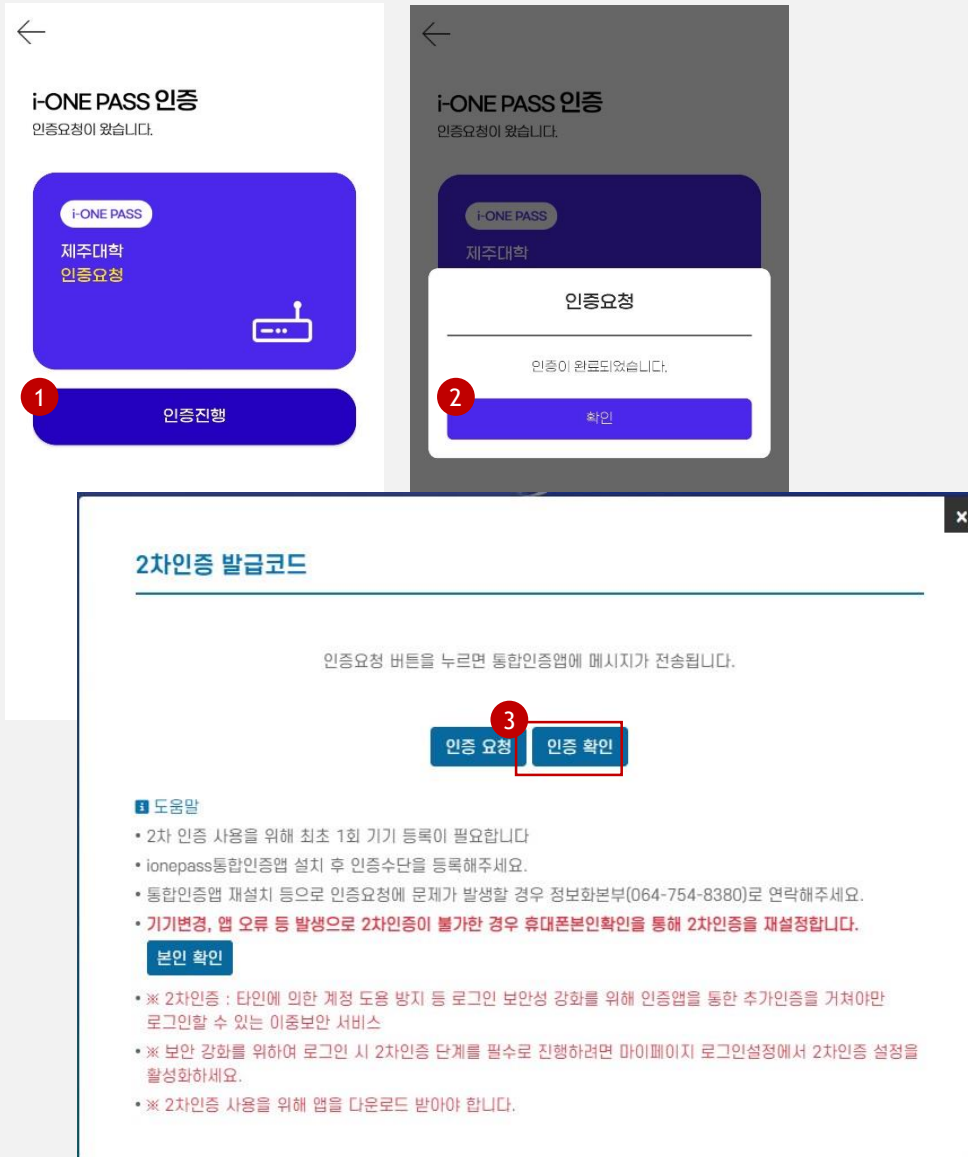 i-ONE PASS 인증
인증요청이 왔습니다.
i-ONE PASS
제주대학
인증요청
1
인증진행
i-ONE PASS 인증
인증요청이 왔습니다.
i-ONE PASS
제주대학
인증요청
인증이 완료되었습니다.
2
확인
x
2차인증 발급코드
인증요청 버튼을 누르면 통합인증앱에 메시지가 전송됩니다.
3
인증 요청 인증 확인
i 도움말
• 2차 인증 사용을 위해 최초 1회 기기 등록이 필요합니다
• ionepass통합인증앱 설치 후 인증수단을 등록해주세요.
• 통합인증앱 재설치 등으로 인증요청에 문제가 발생할 경우 정보화본부(064-754-8380)로 연락해주세요.
• 기기변경, 앱 오류 등 발생으로 2차인증이 불가한 경우 휴대폰본인확인을 통해 2차인증을 재설정합니다.
본인 확인
• ※ 2차인증 : 타인에 의한 계정 도용 방지 등 로그인 보안성 강화를 위해 인증앱을 통한 추가인증을 거쳐야만
로그인할 수 있는 이중보안 서비스
• ※ 보안 강화를 위하여 로그인 시 2차인증 단계를 필수로 진행하려면 마이페이지 로그인설정에서 2차인증 설정을
활성화하세요.
• ※ 2차인증 사용을 위해 앱을 다운로드 받아야 합니다.